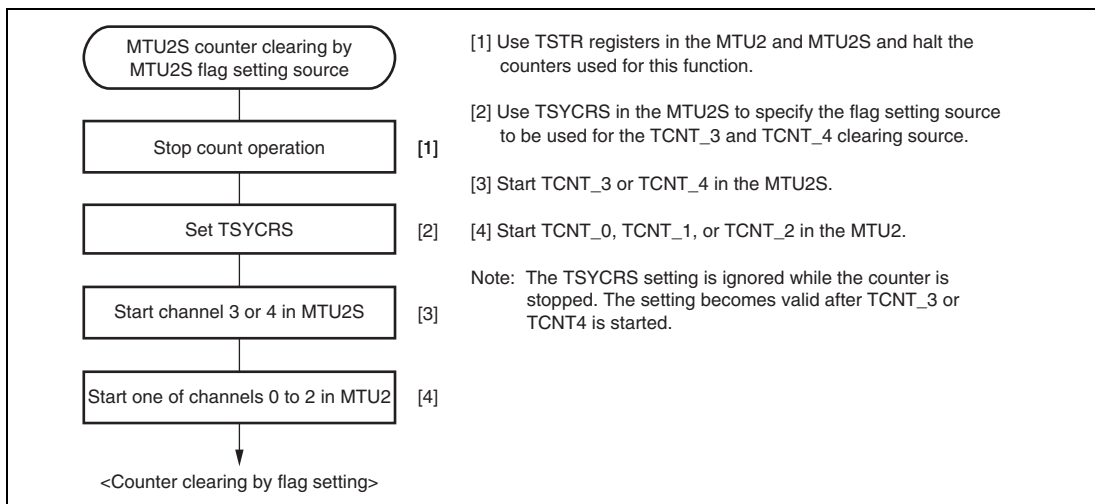 MTU2S counter clearing by
MTU2S flag setting source
Stop count operation
[1]
Set TSYCRS
[2]
Start channel 3 or 4 in MTU2S
[3]
Start one of channels 0 to 2 in MTU2
[4]
<Counter clearing by flag setting>
[1] Use TSTR registers in the MTU2 and MTU2S and halt the
counters used for this function.
[2] Use TSYCRS in the MTU2S to specify the flag setting source
to be used for the TCNT_3 and TCNT_4 clearing source.
[3] Start TCNT_3 or TCNT_4 in the MTU2S.
[4] Start TCNT_0, TCNT_1, or TCNT_2 in the MTU2.
Note: The TSYCRS setting is ignored while the counter is
stopped. The setting becomes valid after TCNT_3 or
TCNT4 is started.